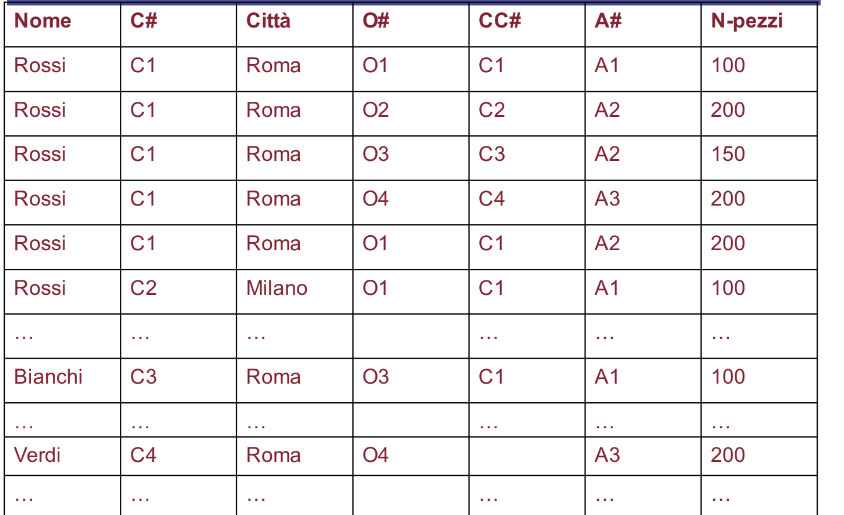 Nome C# Città O# CC# A# N-pezzi
Rossi C1 Roma O1 C1 A1 100
Rossi C1 Roma O2 C2 A2 200
Rossi C1 Roma O3 C3 A2 150
Rossi C1 Roma O4 C4 A3 200
Rossi C1 Roma O1 C1 A2 200
Rossi C2 Milano O1 C1 A1 100
… … … … … …
Bianchi C3 Roma O3 C1 A1 100
… … … … … …
Verdi C4 Roma O4 A3 200
… … … … … …